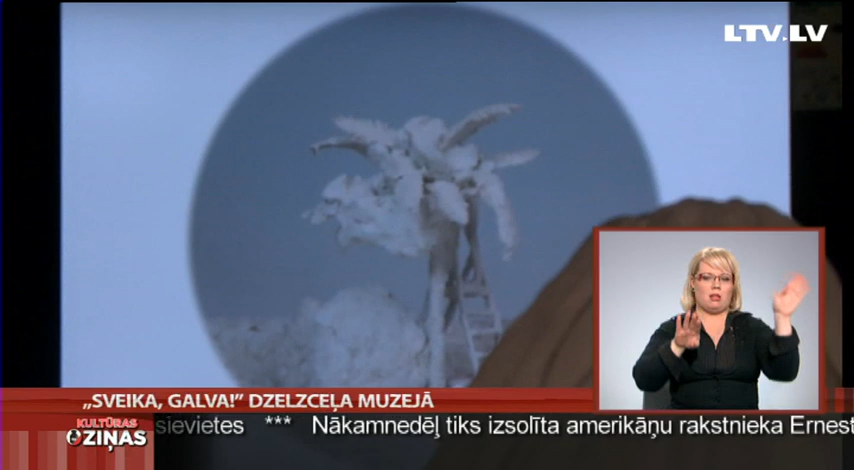 LTV.LV
„SVEIKA, GALVA!” DZELZCEĻA MUZEJĀ
KULTŪRAS
ZIŅAS
sievietes *** Nākamnedēļ tiks izsolīta amerikāņu rakstnieka Ernest